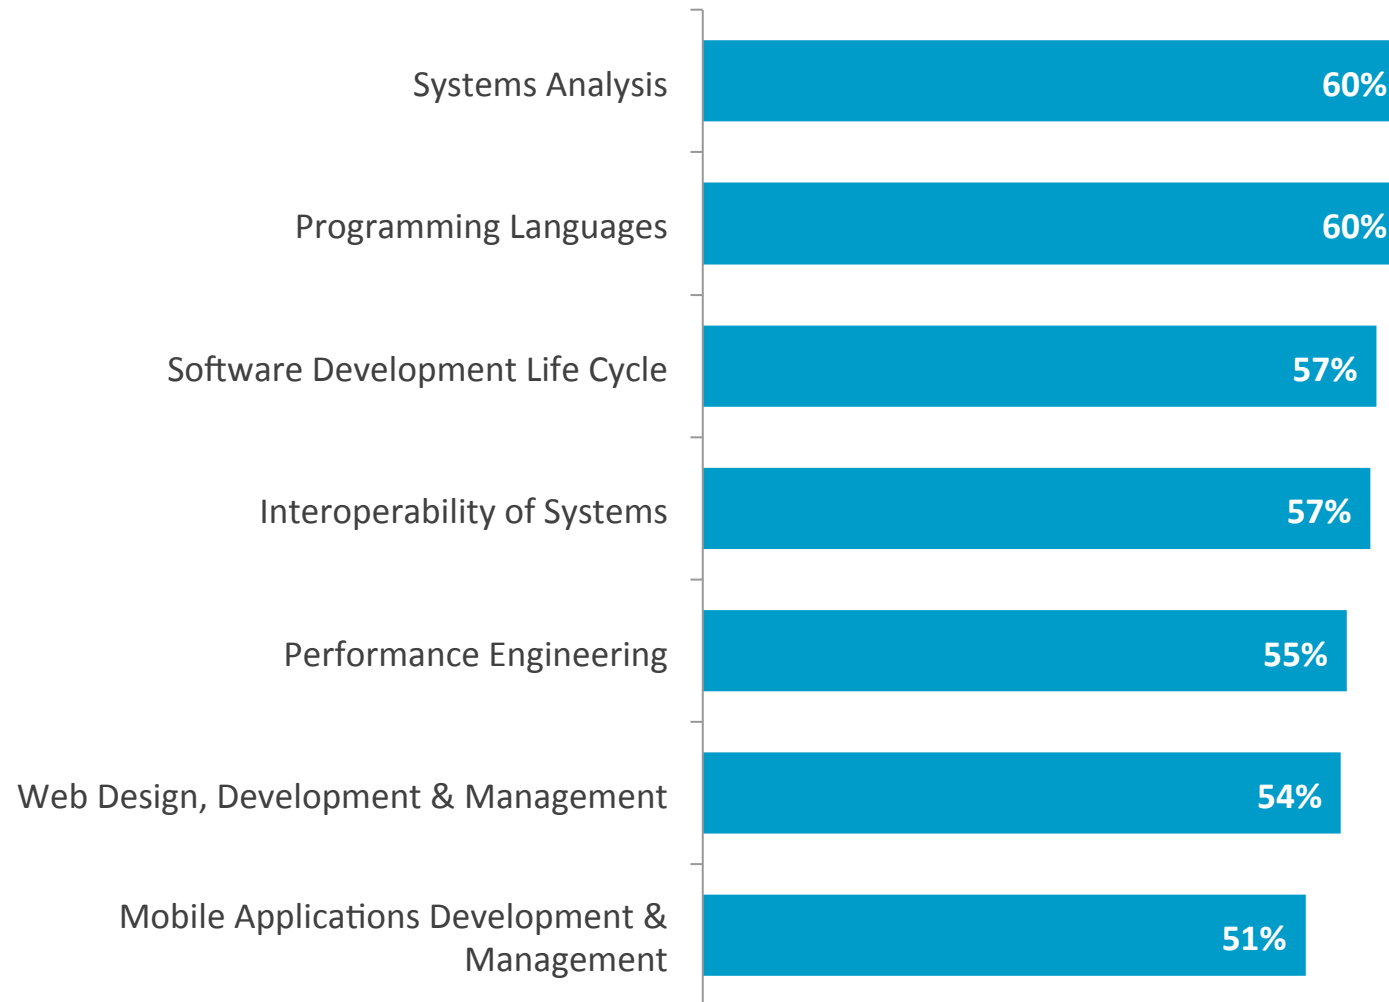 Systems Analysis 60%
Programming Languages 60%
Software Development Life Cycle 57%
Interoperability of Systems 57%
Performance Engineering 55%
Web Design, Development & Management 54%
Mobile Applications Development &
Management 51%